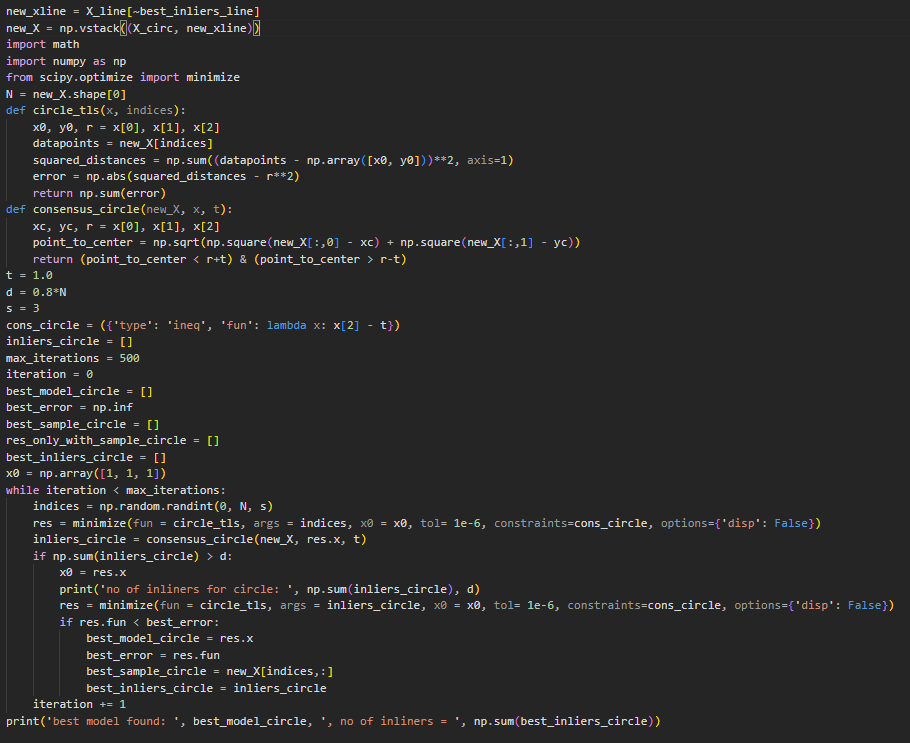 new_xline = X_line[~best_inliers_line]
new_X = np.vstack((X_circ, new_xline))
import math
import numpy as np
from scipy.optimize import minimize
N = new_X.shape[0]
def circle_tls(x, indices):
    x0, y0, r = x[0], x[1], x[2]
    datapoints = new_X[indices]
    squared_distances = np.sum((datapoints - np.array([x0, y0]))**2, axis=1)
    error = np.abs(squared_distances - r**2)
    return np.sum(error)
def consensus_circle(new_X, x, t):
    xc, yc, r = x[0], x[1], x[2]
    point_to_center = np.sqrt(np.square(new_X[:,0] - xc) + np.square(new_X[:,1] - yc))
    return (point_to_center < r+t) & (point_to_center > r-t)
t = 1.0
d = 0.8*N
s = 3
cons_circle = ({'type': 'ineq', 'fun': lambda x: x[2] - t})
inliers_circle = []
max_iterations = 500
iteration = 0
best_model_circle = []
best_error = np.inf
best_sample_circle = []
res_only_with_sample_circle = []
best_inliers_circle = []
x0 = np.array([1, 1, 1])
while iteration < max_iterations:
    indices = np.random.randint(0, N, s)
    res = minimize(fun = circle_tls, args = indices, x0 = x0, tol= 1e-6, constraints=cons_circle, options={'disp': False})
    inliers_circle = consensus_circle(new_X, res.x, t)
    if np.sum(inliers_circle) > d:
        x0 = res.x
        print('no of inliners for circle: ', np.sum(inliers_circle), d)
        res = minimize(fun = circle_tls, args = inliers_circle, x0 = x0, tol= 1e-6, constraints=cons_circle, options={'disp': False})
        if res.fun < best_error:
            best_model_circle = res.x
            best_error = res.fun
            best_sample_circle = new_X[indices,:]
            best_inliers_circle = inliers_circle
    iteration += 1
print('best model found: ', best_model_circle, ', no of inliners = ', np.sum(best_inliers_circle))